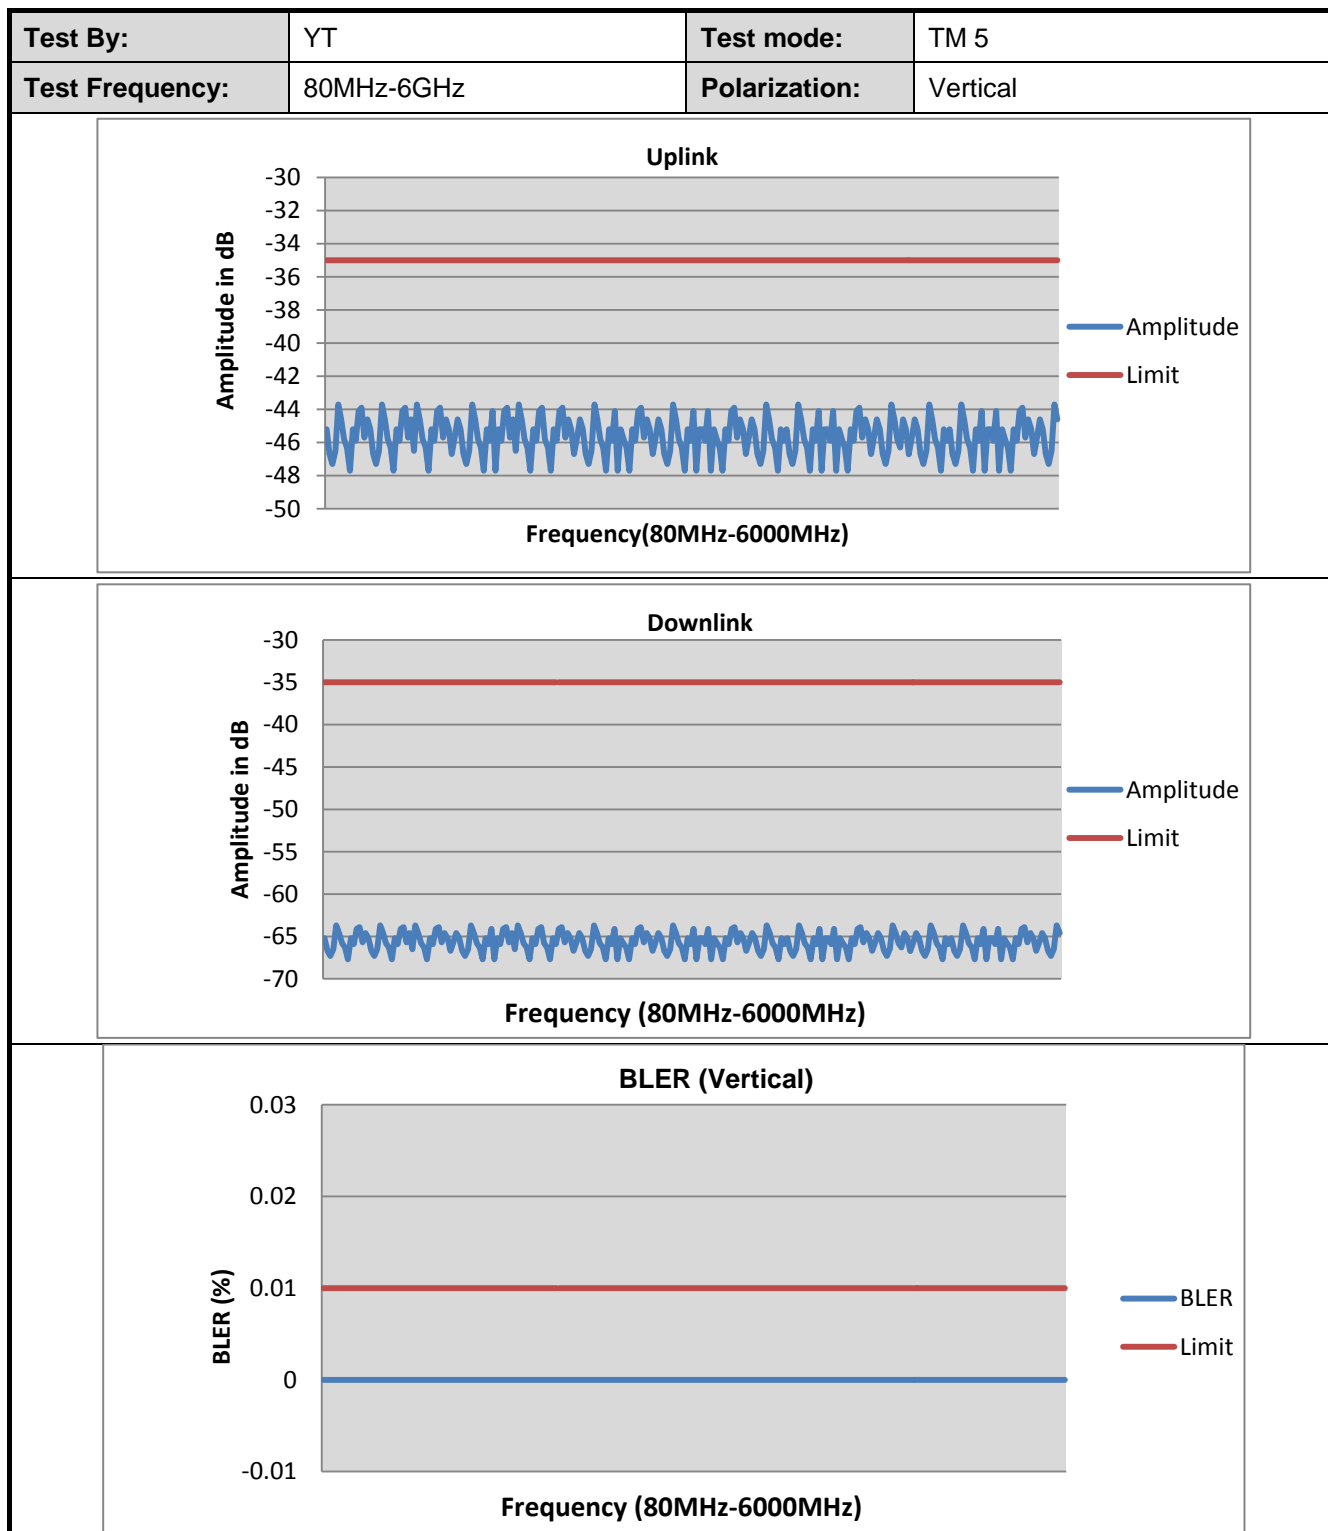 Test By: YT Test mode: TM 5
Test Frequency: 80MHz-6GHz Polarization: Vertical
Uplink
-30
-32
-34
-36
-38
-40
-42
-44
-46
-48
-50
Amplitude in dB
Amplitude
Limit
Frequency(80MHz-6000MHz)
Downlink
-30
-35
-40
-45
-50
-55
-60
-65
-70
Amplitude in dB
Amplitude
Limit
Frequency (80MHz-6000MHz)
BLER (Vertical)
0.03
0.02
0.01
0
-0.01
BLER (%)
BLER
Limit
Frequency (80MHz-6000MHz)